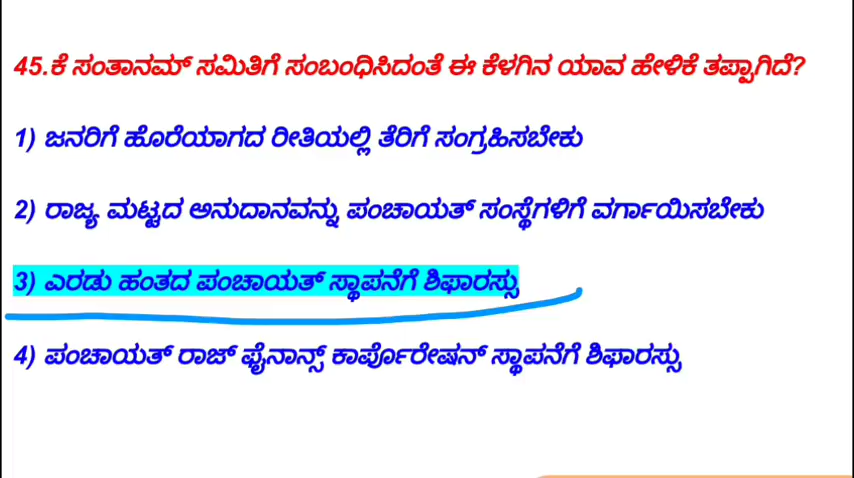 45.ಕೆ ಸಂತಾನಮ್ ಸಮಿತಿಗೆ ಸಂಬಂಧಿಸಿದಂತೆ ಈ ಕೆಳಗಿನ ಯಾವ ಹೇಳಿಕೆ ತಪ್ಪಾಗಿದೆ?
1) ಜನರಿಗೆ ಹೊರೆಯಾಗದ ರೀತಿಯಲ್ಲಿ ತೆರಿಗೆ ಸಂಗ್ರಹಿಸಬೇಕು
2) ರಾಜ್ಯ ಮಟ್ಟದ ಅನುದಾನವನ್ನು ಪಂಚಾಯತ್ ಸಂಸ್ಥೆಗಳಿಗೆ ವರ್ಗಾಯಿಸಬೇಕು
3) ಎರಡು ಹಂತದ ಪಂಚಾಯತ್ ಸ್ಥಾಪನೆಗೆ ಶಿಫಾರಸ್ಸು
4) ಪಂಚಾಯತ್ ರಾಜ್ ಫೈನಾನ್ಸ್ ಕಾರ್ಪೊರೇಷನ್ ಸ್ಥಾಪನೆಗೆ ಶಿಫಾರಸ್ಸು